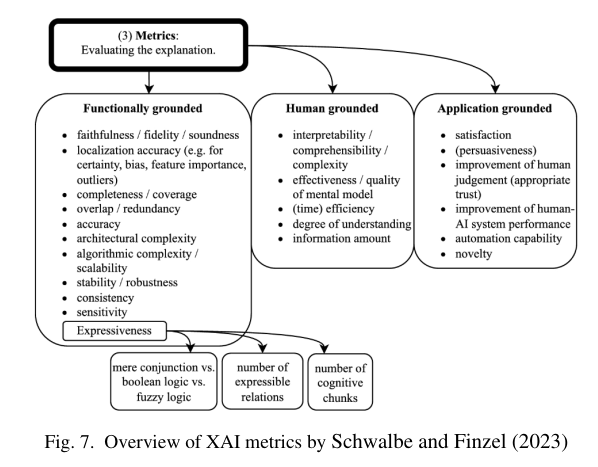 (3) Metrics:
Evaluating the explanation.
Functionally grounded
• faithfulness / fidelity / soundness
• localization accuracy (e.g. for
certainty, bias, feature importance,
outliers)
• completeness / coverage
• overlap / redundancy
• accuracy
• architectural complexity
• algorithmic complexity /
scalability
• stability / robustness
• consistency
• sensitivity
Expressiveness
Human grounded
• interpretability /
comprehensibility /
complexity
• effectiveness / quality
of mental model
• (time) efficiency
• degree of understanding
• information amount
Application grounded
• satisfaction
• (persuasiveness)
• improvement of human
judgement (appropriate
trust)
• improvement of human-
AI system performance
• automation capability
• novelty
mere conjunction vs.
boolean logic vs.
fuzzy logic
number of
expressible
relations
number of
cognitive
chunks
Fig. 7. Overview of XAI metrics by Schwalbe and Finzel (2023)